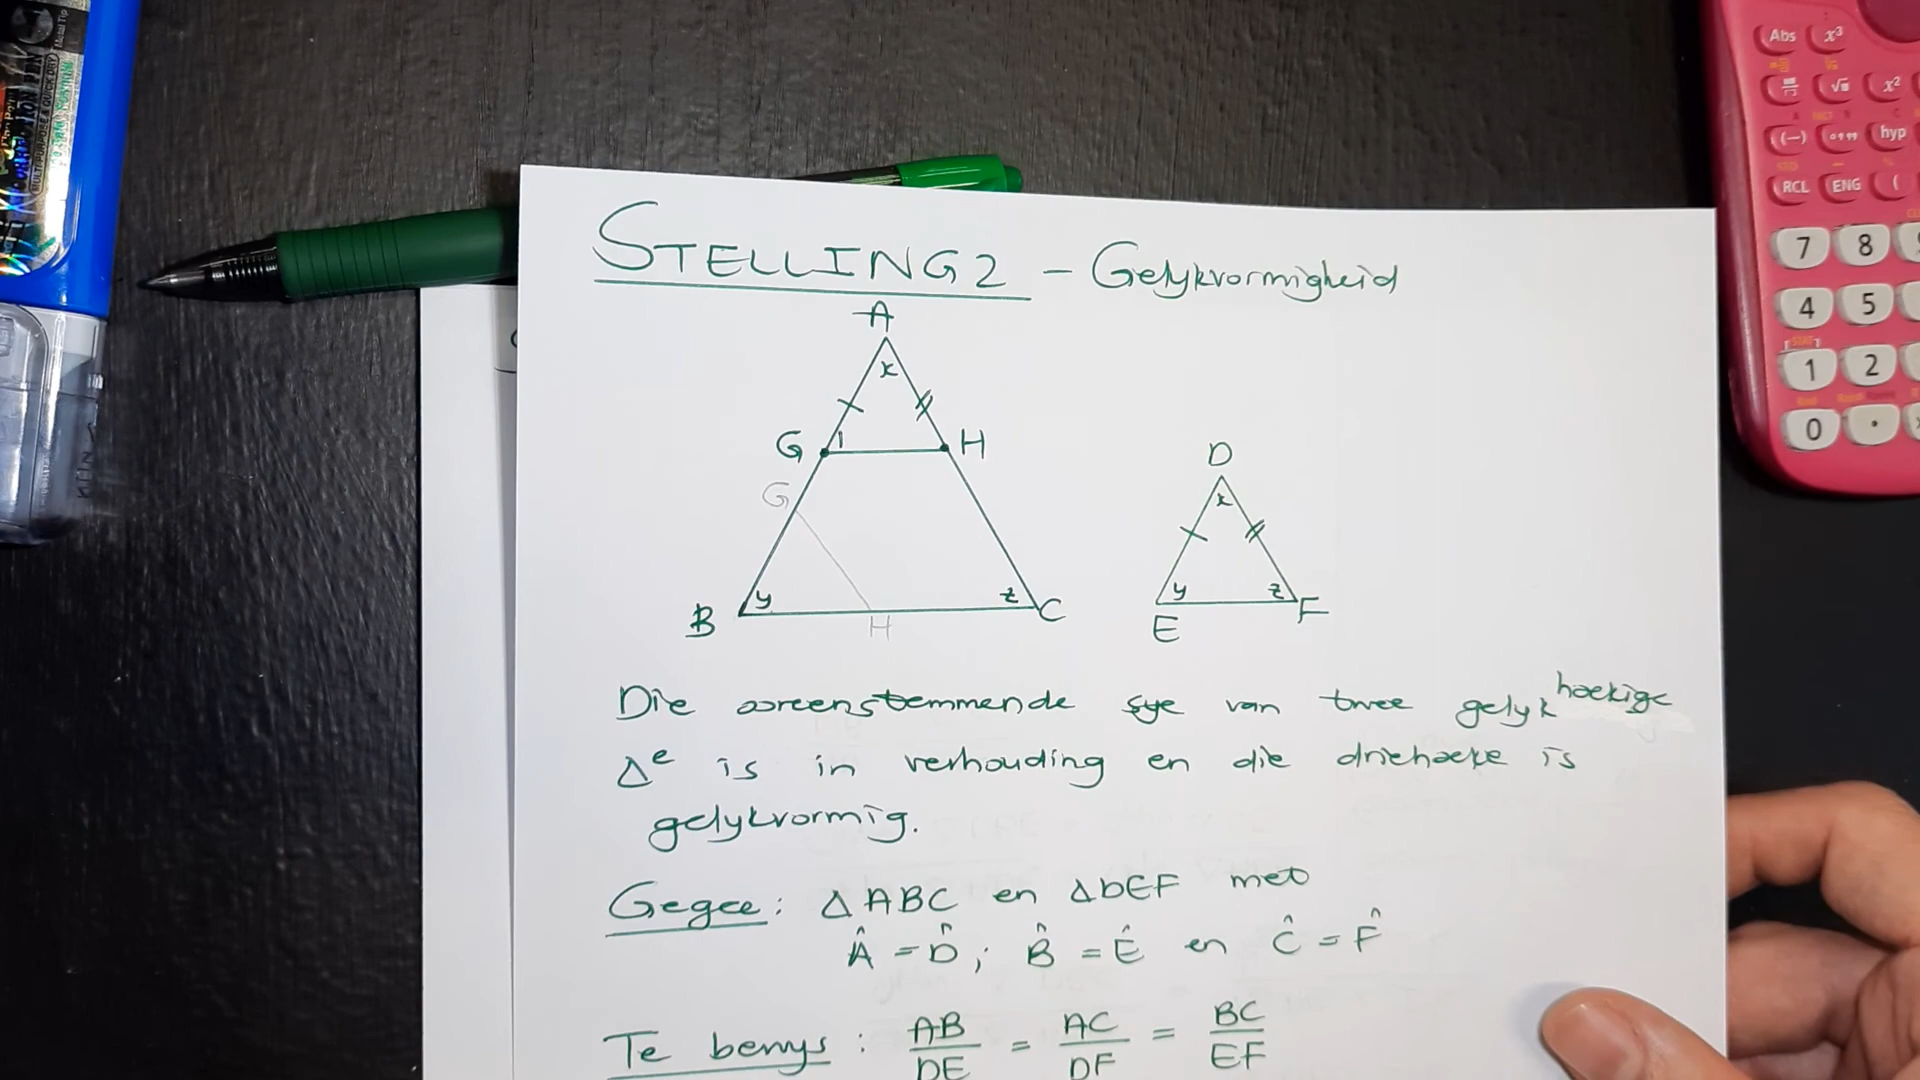 STELLING 2 - Gelykvormigheid
A
x
G 1 H
G
D
x
B y z C
H
y z
E F
Die ooreenstemmende sye van twee gelykhoekige
Δe is in verhouding en die driehoeke is
gelykvormig.
Gegee: ΔABC en ΔDEF met
Â = D̂; B̂ = Ê en Ĉ = F̂
Te bewys: AB/DE = AC/DF = BC/EF
Abs x³
√ x²
(−) hyp
RCL ENG (
7 8
4 5
1 2
0 .